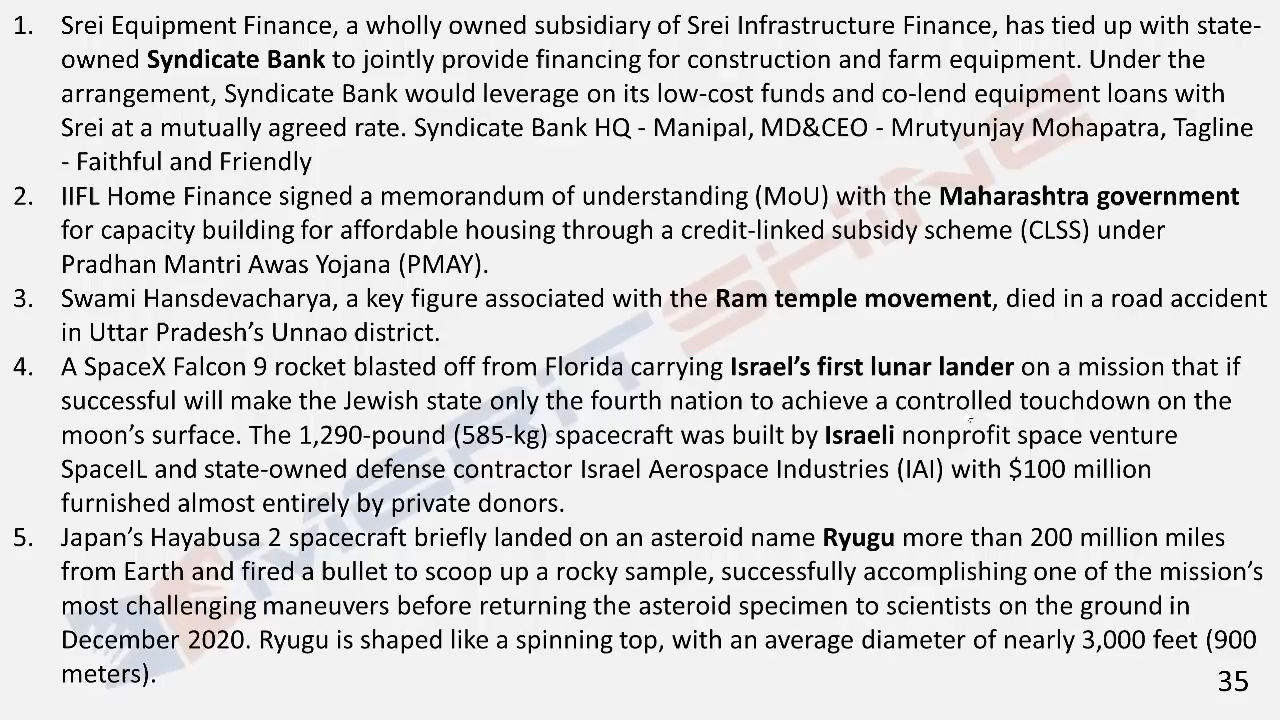 1. Srei Equipment Finance, a wholly owned subsidiary of Srei Infrastructure Finance, has tied up with state-
owned Syndicate Bank to jointly provide financing for construction and farm equipment. Under the
arrangement, Syndicate Bank would leverage on its low-cost funds and co-lend equipment loans with
Srei at a mutually agreed rate. Syndicate Bank HQ - Manipal, MD&CEO - Mrutyunjay Mohapatra, Tagline
- Faithful and Friendly
2. IIFL Home Finance signed a memorandum of understanding (MoU) with the Maharashtra government
for capacity building for affordable housing through a credit-linked subsidy scheme (CLSS) under
Pradhan Mantri Awas Yojana (PMAY).
3. Swami Hansdevacharya, a key figure associated with the Ram temple movement, died in a road accident
in Uttar Pradesh’s Unnao district.
4. A SpaceX Falcon 9 rocket blasted off from Florida carrying Israel’s first lunar lander on a mission that if
successful will make the Jewish state only the fourth nation to achieve a controlled touchdown on the
moon’s surface. The 1,290-pound (585-kg) spacecraft was built by Israeli nonprofit space venture
SpaceIL and state-owned defense contractor Israel Aerospace Industries (IAI) with $100 million
furnished almost entirely by private donors.
5. Japan’s Hayabusa 2 spacecraft briefly landed on an asteroid name Ryugu more than 200 million miles
from Earth and fired a bullet to scoop up a rocky sample, successfully accomplishing one of the mission’s
most challenging maneuvers before returning the asteroid specimen to scientists on the ground in
December 2020. Ryugu is shaped like a spinning top, with an average diameter of nearly 3,000 feet (900
meters).
35
MERITSHINE